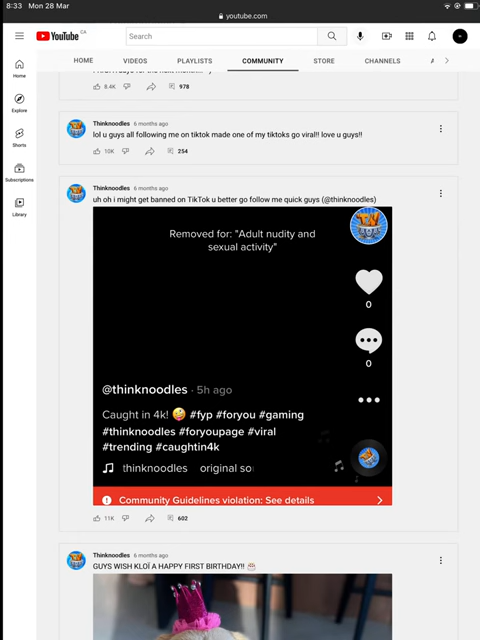 8:33 Mon 28 Mar
youtube.com
YouTube CA
Search
HOME VIDEOS PLAYLISTS COMMUNITY STORE CHANNELS
Home
Explore
Shorts
Subscriptions
Library
8.4K 978
Thinknoodles 6 months ago
lol u guys all following me on tiktok made one of my tiktoks go viral!! love u guys!!
10K 254
Thinknoodles 6 months ago
uh oh i might get banned on TikTok u better go follow me quick guys (@thinknoodles)
Removed for: "Adult nudity and
sexual activity"
0
0
@thinknoodles · 5h ago
Caught in 4k! 🤪 #fyp #foryou #gaming
#thinknoodles #foryoupage #viral
#trending #caughtin4k
thinknoodles original so
Community Guidelines violation: See details
11K 602
Thinknoodles 6 months ago
GUYS WISH KLOÏ A HAPPY FIRST BIRTHDAY!! 🎂